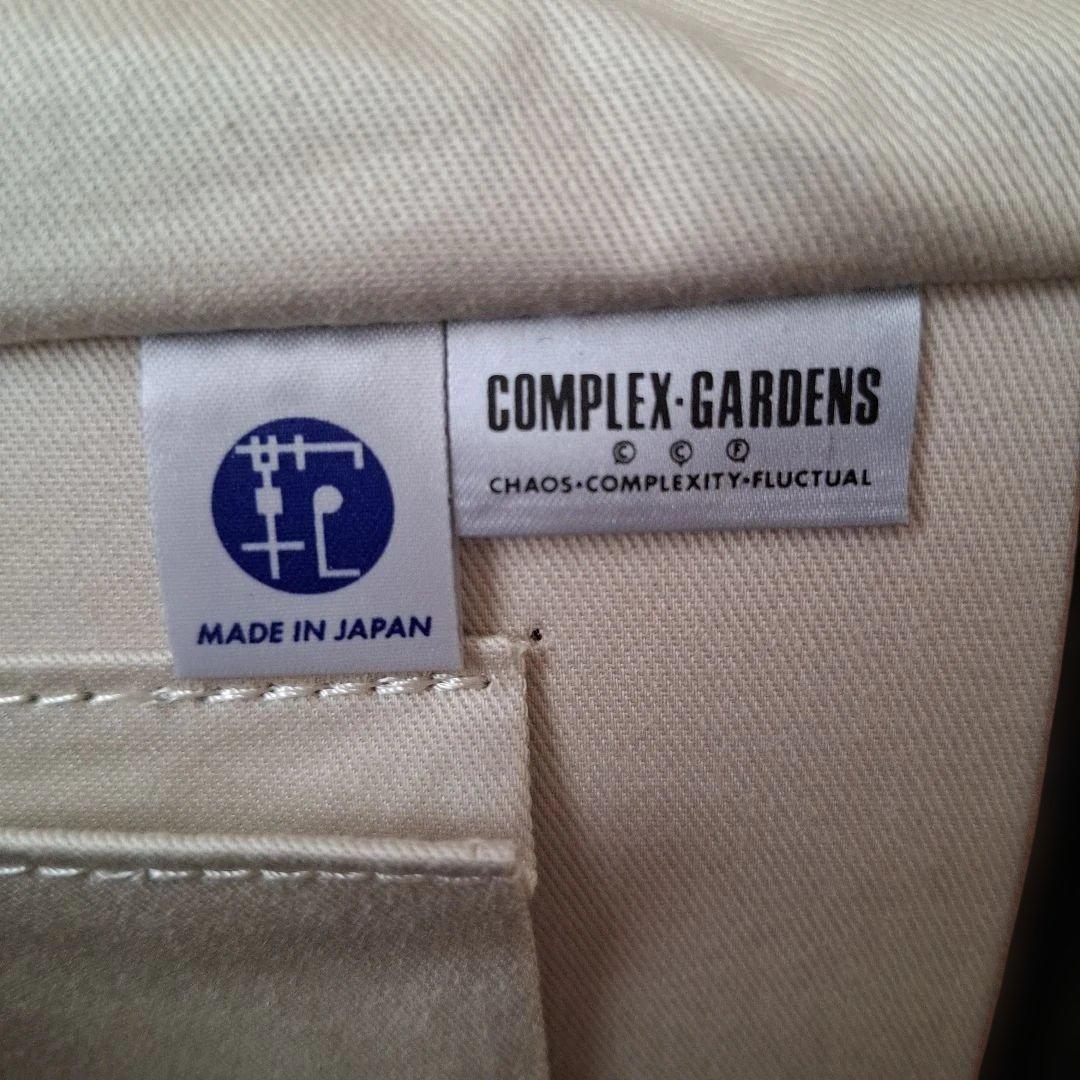 MADE IN JAPAN
COMPLEX·GARDENS
Ⓒ Ⓒ Ⓕ
CHAOS·COMPLEXITY·FLUCTUAL